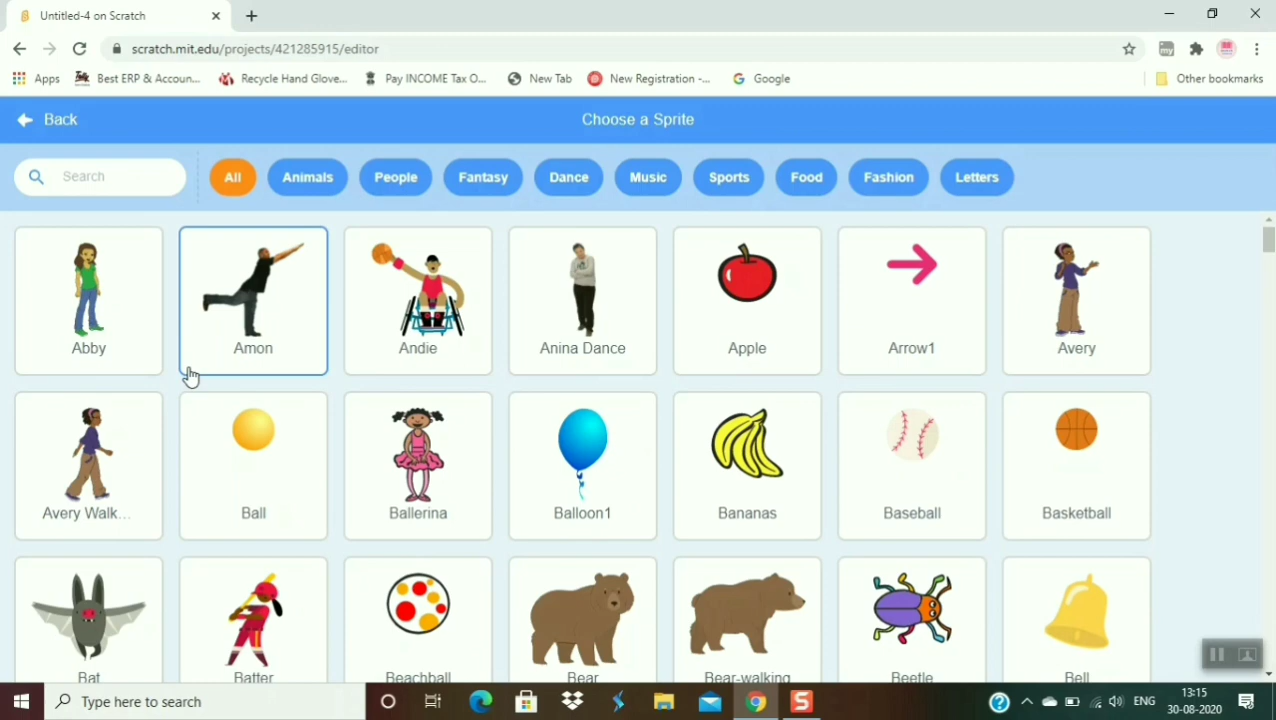 Untitled-4 on Scratch
scratch.mit.edu/projects/421285915/editor
my
Apps Best ERP & Accoun... Recycle Hand Glove... Pay INCOME Tax O... New Tab New Registration -... Google Other bookmarks
Back Choose a Sprite
Search All Animals People Fantasy Dance Music Sports Food Fashion Letters
Abby Amon Andie Anina Dance Apple Arrow1 Avery
Avery Walk... Ball Ballerina Balloon1 Bananas Baseball Basketball
Bat Batter Beachball Bear Bear-walking Beetle Bell
Type here to search S ? ENG 13:15
30-08-2020